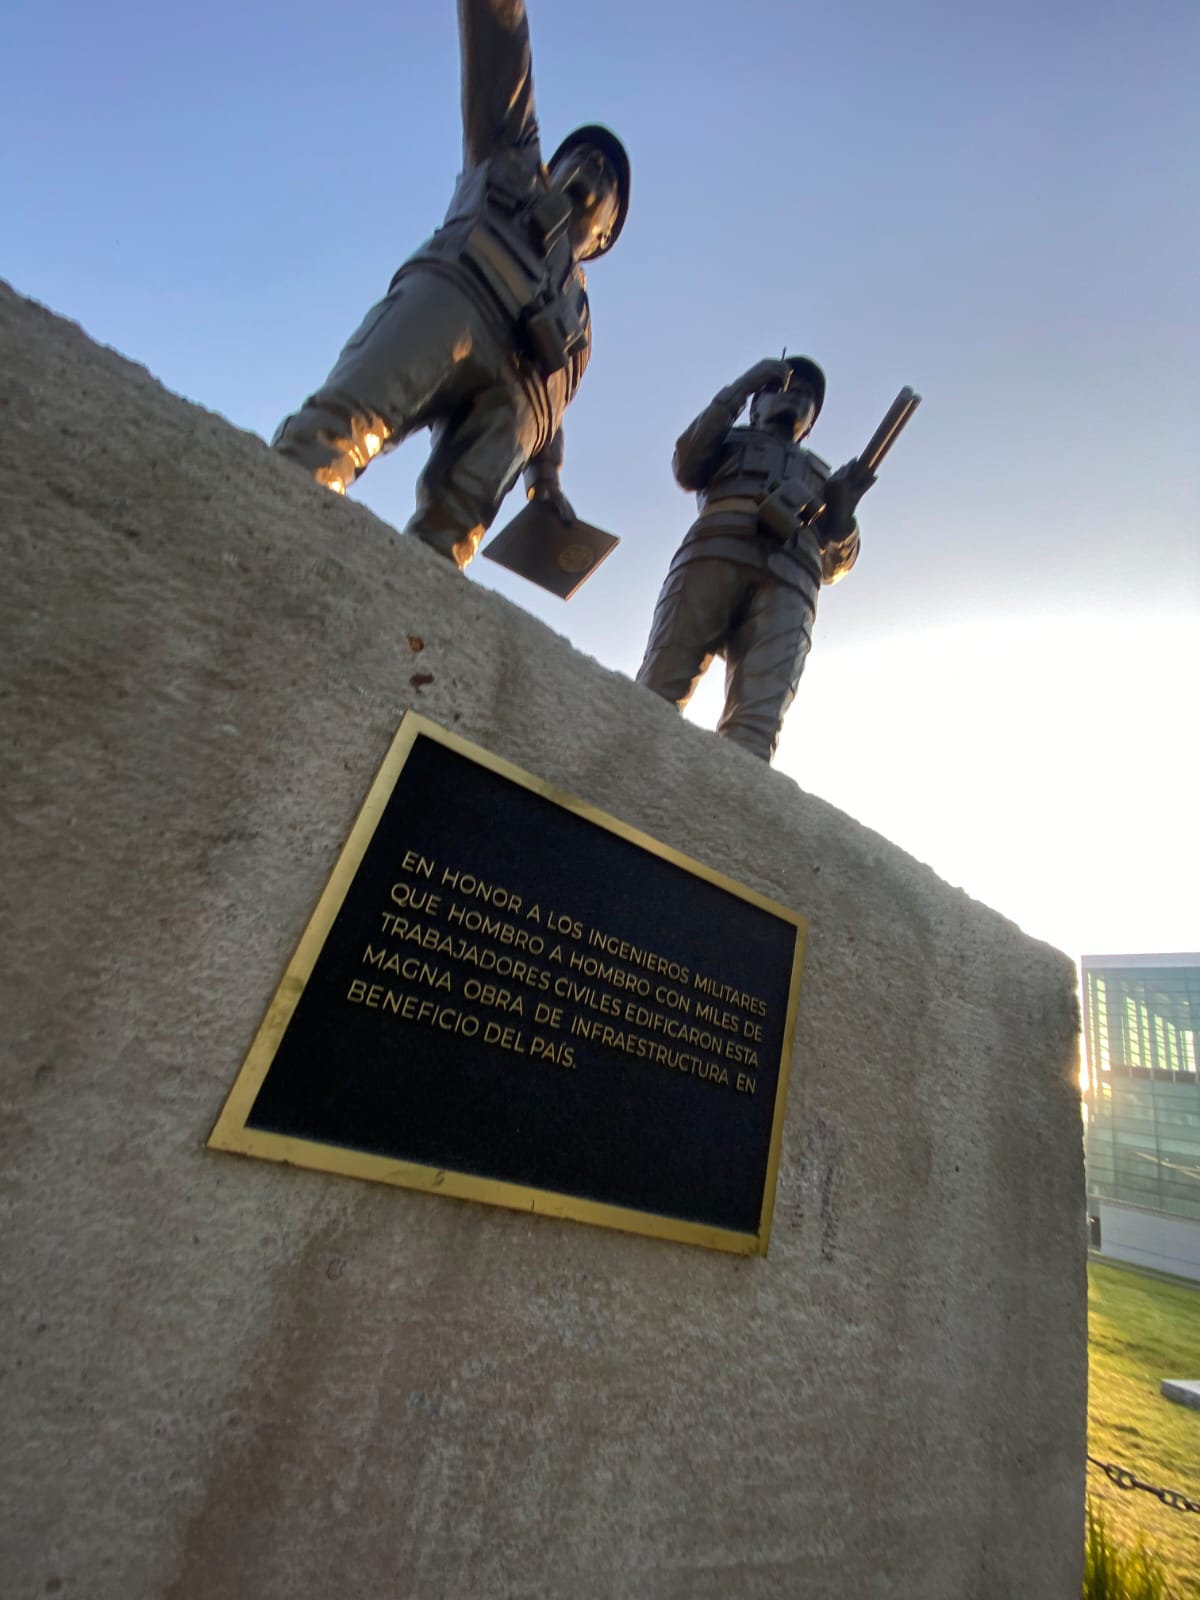 EN HONOR A LOS INGENIEROS MILITARES
QUE HOMBRO A HOMBRO CON MILES DE
TRABAJADORES CIVILES EDIFICARON ESTA
MAGNA OBRA DE INFRAESTRUCTURA EN
BENEFICIO DEL PAÍS.